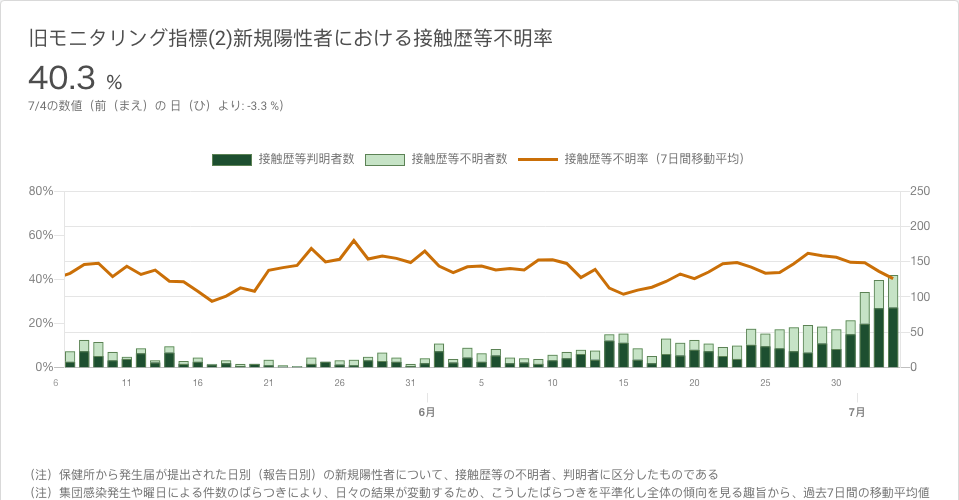 旧モニタリング指標(2)新規陽性者における接触歴等不明率
40.3 %
7/4の数値（前（まえ）の 日（ひ）より: -3.3 %）
接触歴等判明者数 接触歴等不明者数 接触歴等不明率（7日間移動平均）
80% 250
200
60%
150
40%
100
20%
50
0% 0
6 11 16 21 26 31 5 10 15 20 25 30
6月 7月
（注）保健所から発生届が提出された日別（報告日別）の新規陽性者について、接触歴等の不明者、判明者に区分したものである
（注）集団感染発生や曜日による件数のばらつきにより、日々の結果が変動するため、こうしたばらつきを平準化し全体の傾向を見る趣旨から、過去7日間の移動平均値